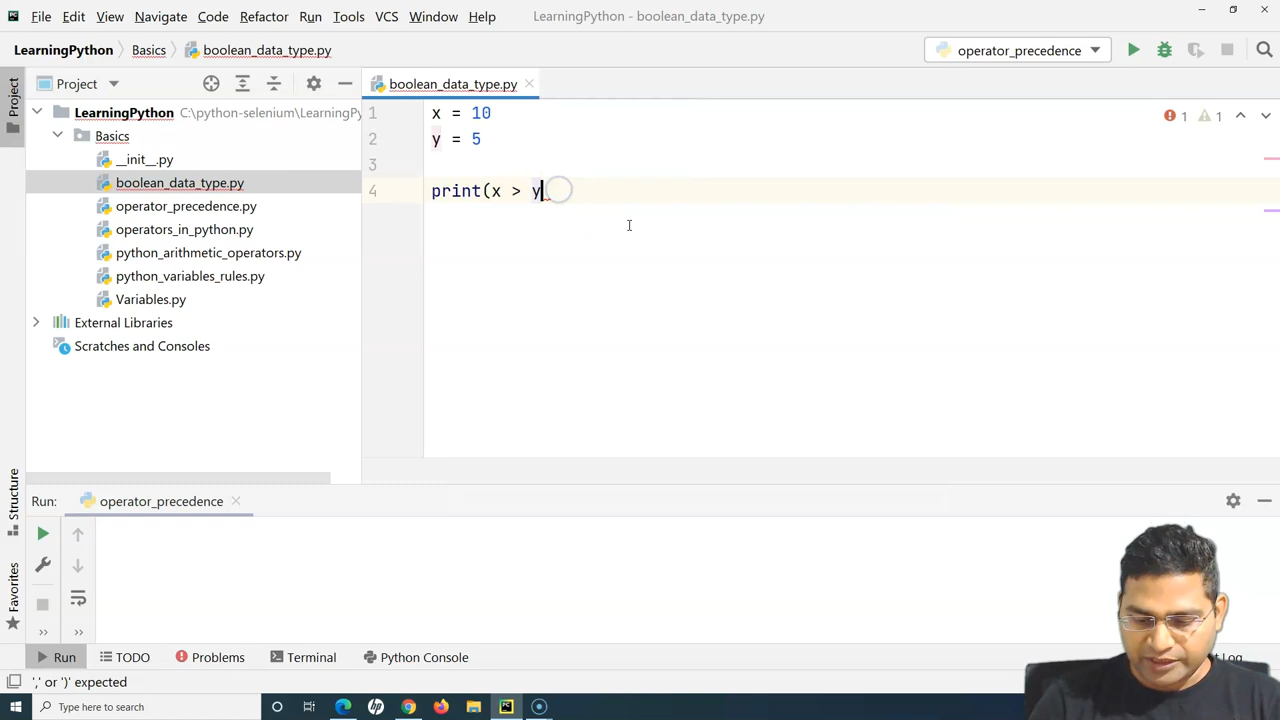 File Edit View Navigate Code Refactor Run Tools VCS Window Help LearningPython - boolean_data_type.py
LearningPython Basics boolean_data_type.py operator_precedence
Project
Project
boolean_data_type.py
LearningPython C:\python-selenium\LearningPy
Basics
__init__.py
boolean_data_type.py
operator_precedence.py
operators_in_python.py
python_arithmetic_operators.py
python_variables_rules.py
Variables.py
External Libraries
Scratches and Consoles
1 x = 10
2 y = 5
3
4 print(x > y
1 1
Structure
Favorites
Run: operator_precedence
Run TODO Problems Terminal Python Console Log
',' or ')' expected
Type here to search